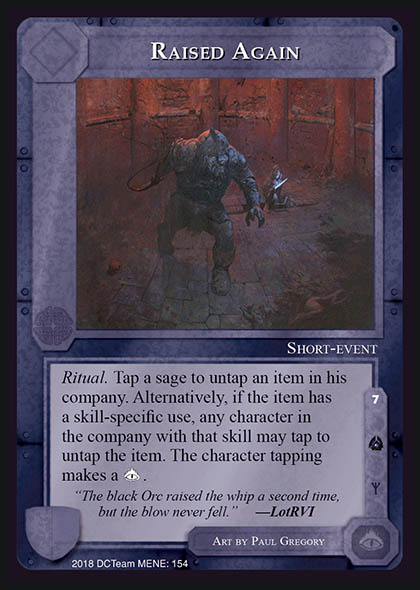 RAISED AGAIN
SHORT-EVENT
Ritual. Tap a sage to untap an item in his
company. Alternatively, if the item has
a skill-specific use, any character in
the company with that skill may tap to
untap the item. The character tapping
makes a .
7
“The black Orc raised the whip a second time,
but the blow never fell.” —LotRVI
ART BY PAUL GREGORY
2018 DCTeam MENE: 154